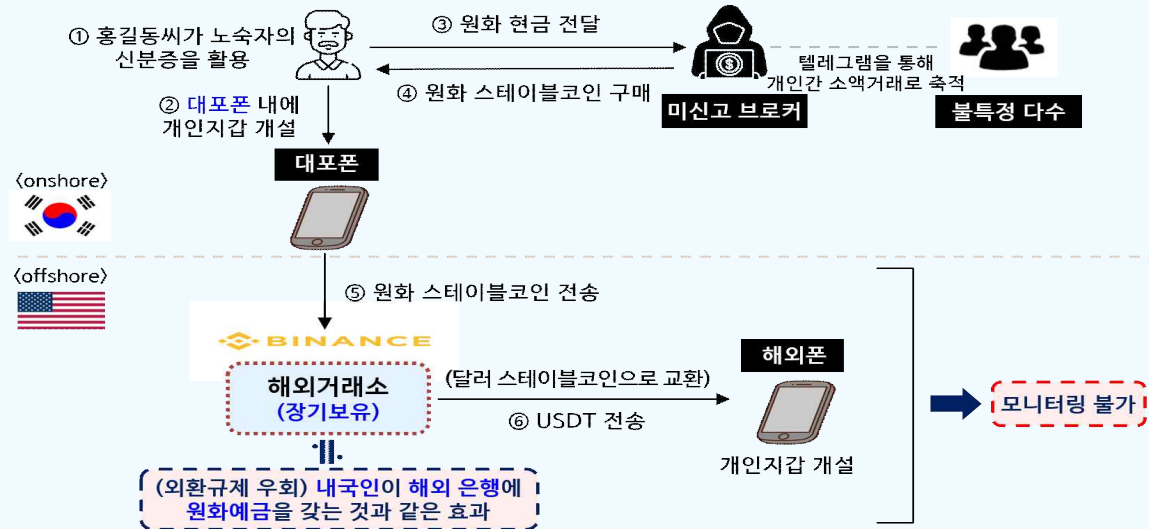 ① 홍길동씨가 노숙자의
신분증을 활용
③ 원화 현금 전달
④ 원화 스테이블코인 구매
텔레그램을 통해
개인간 소액거래로 축적
미신고 브로커
불특정 다수
② 대포폰 내에
개인지갑 개설
대포폰
〈onshore〉
〈offshore〉
⑤ 원화 스테이블코인 전송
BINANCE
해외거래소
(장기보유)
(달러 스테이블코인으로 교환)
⑥ USDT 전송
해외폰
개인지갑 개설
모니터링 불가
(외환규제 우회) 내국인이 해외 은행에
원화예금을 갖는 것과 같은 효과